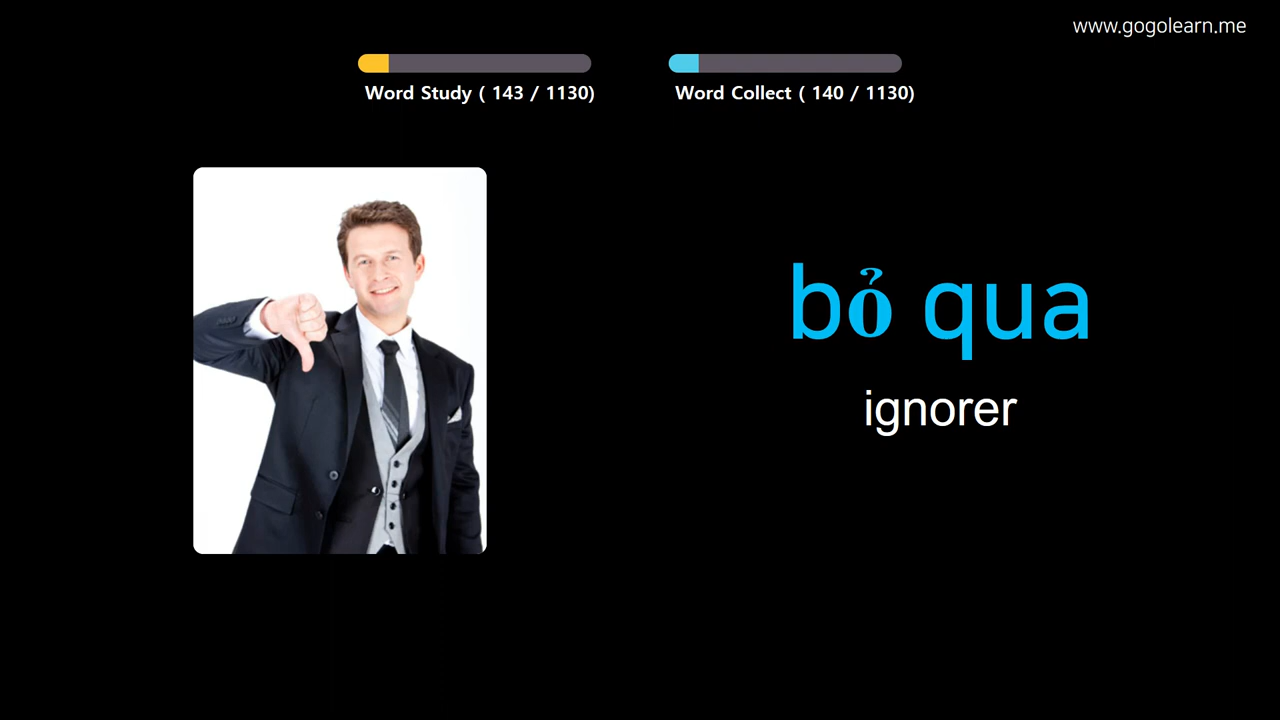 www.gogolearn.me
Word Study ( 143 / 1130)
Word Collect ( 140 / 1130)
bỏ qua
ignorer